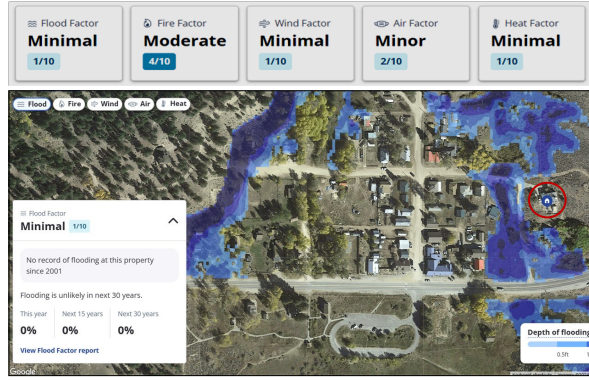 Flood Factor
Minimal
1/10
Fire Factor
Moderate
4/10
Wind Factor
Minimal
1/10
Air Factor
Minor
2/10
Heat Factor
Minimal
1/10
Flood Fire Wind Air Heat
Flood Factor
Minimal 1/10
No record of flooding at this property
since 2001
Flooding is unlikely in next 30 years.
This year Next 15 years Next 30 years
0% 0% 0%
View Flood Factor report
Depth of flooding
0.5ft
Google